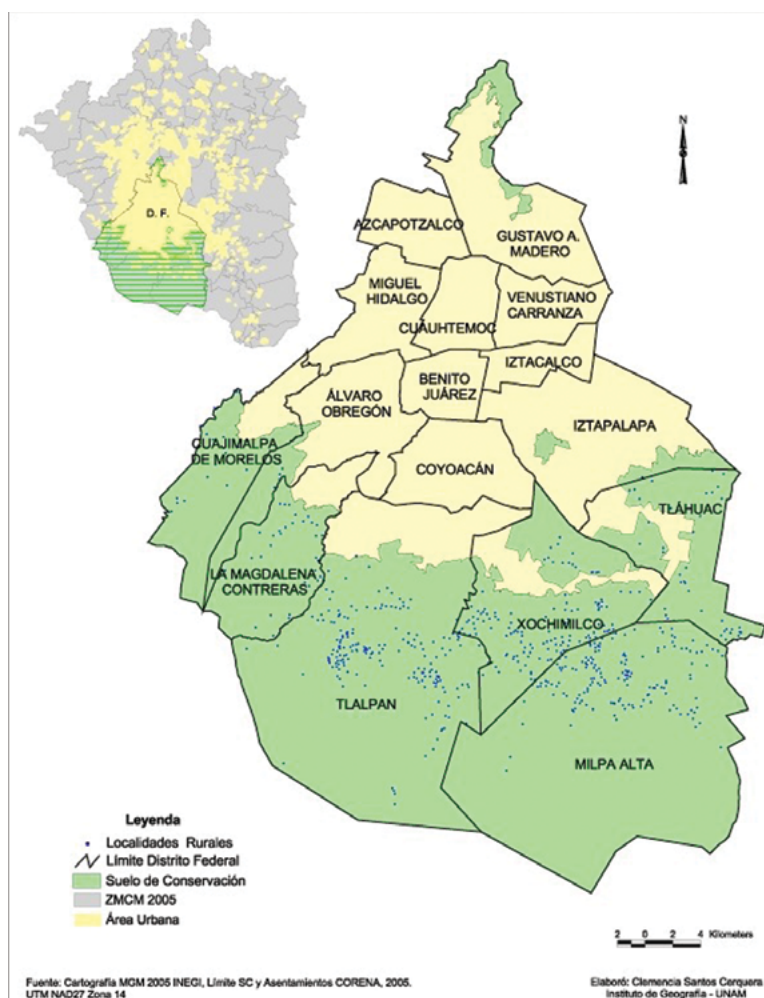 N
D. F.
AZCAPOTZALCO
GUSTAVO A.
MADERO
MIGUEL
HIDALGO
CUAUHTEMOC
VENUSTIANO
CARRANZA
IZTACALCO
BENITO
JUÁREZ
ÁLVARO
OBREGÓN
IZTAPALAPA
CUAJIMALPA
DE MORELOS
COYOACÁN
TLÁHUAC
LA MAGDALENA
CONTRERAS
XOCHIMILCO
TLALPAN
MILPA ALTA
Leyenda
Localidades Rurales
Límite Distrito Federal
Suelo de Conservación
ZMCM 2005
Área Urbana
2 0 2 4 Kilometers
Fuente: Cartografía MGM 2005 INEGI, Límite SC y Asentamientos CORENA, 2005.
UTM NAD27 Zona 14
Elaboró: Clemencia Santos Cerquera
Instituto de Geografía - UNAM